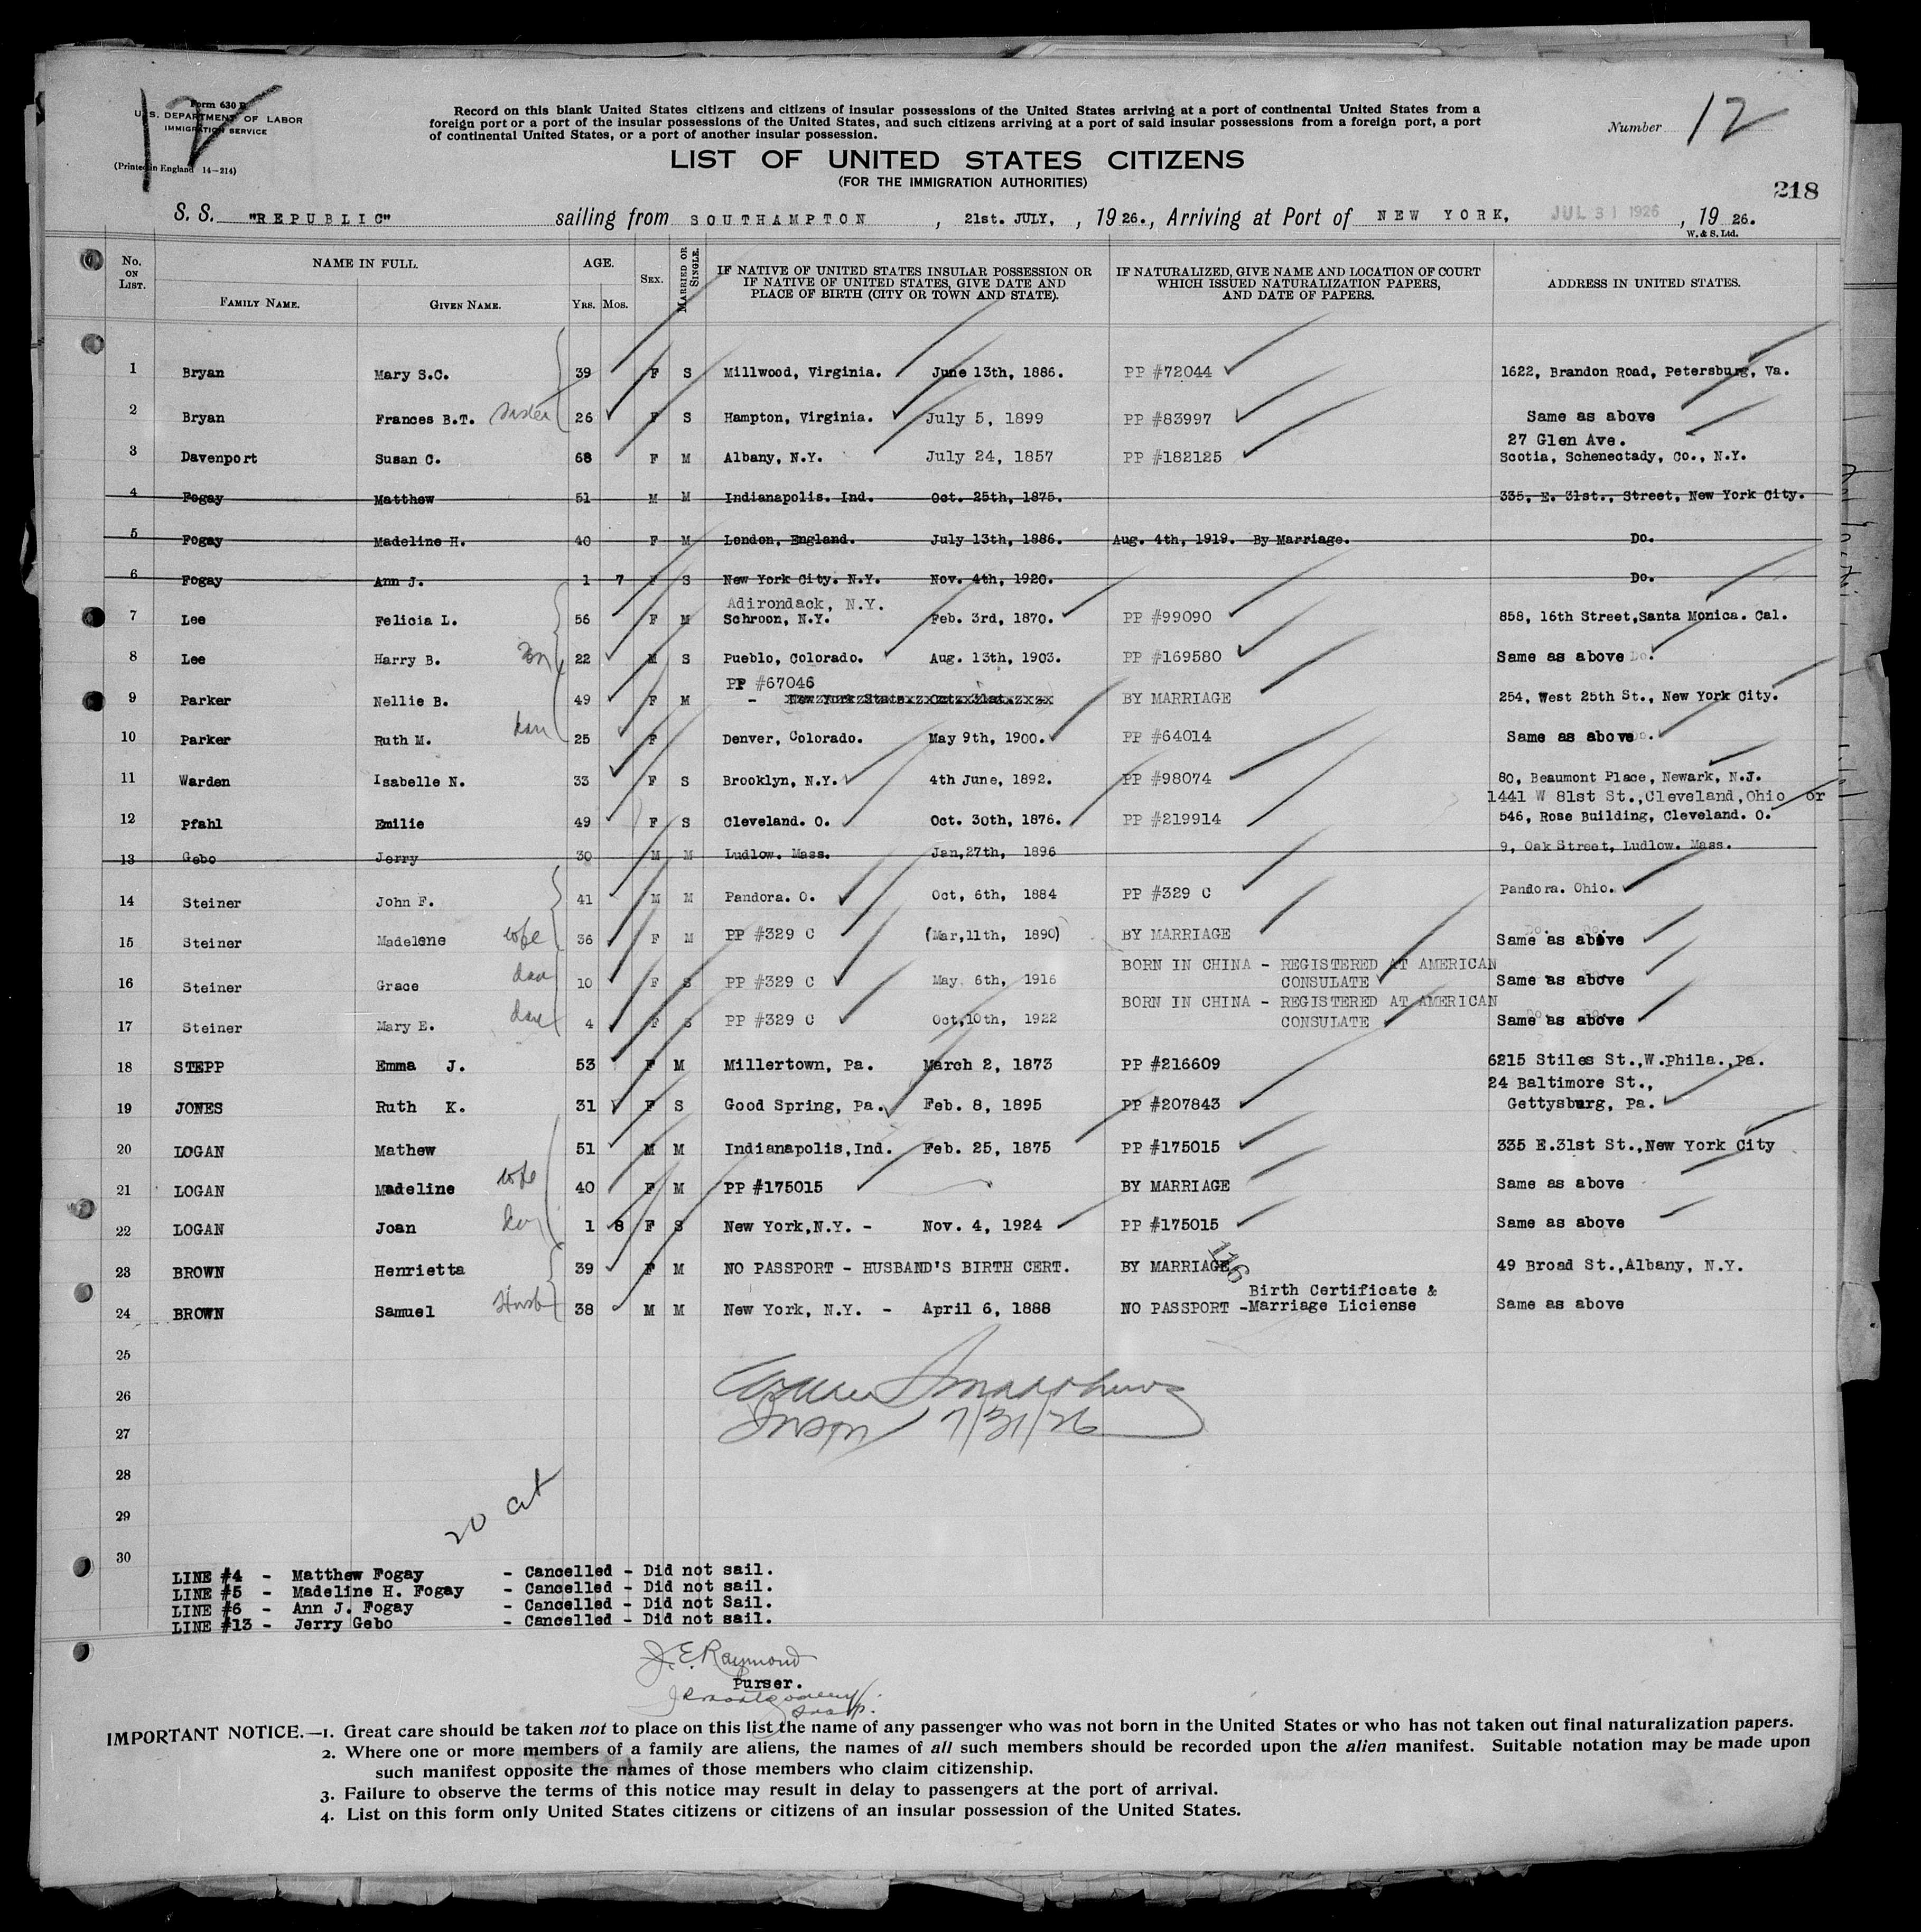 12
Form 630 B
U.S. DEPARTMENT OF LABOR
IMMIGRATION SERVICE
(Printed in England 14—214)
Record on this blank United States citizens and citizens of insular possessions of the United States arriving at a port of continental United States from a
foreign port or a port of the insular possessions of the United States, and such citizens arriving at a port of said insular possessions from a foreign port, a port
of continental United States, or a port of another insular possession.
Number 12
LIST OF UNITED STATES CITIZENS
(FOR THE IMMIGRATION AUTHORITIES)
218
S. S. "REPUBLIC" sailing from SOUTHAMPTON, 21st. JULY, , 1926., Arriving at Port of NEW YORK, JUL 31 1926, 1926.
W. & S. Ltd.
No. ON LIST. NAME IN FULL. AGE. SEX. MARRIED OR SINGLE. IF NATIVE OF UNITED STATES INSULAR POSSESSION OR IF NATIVE OF UNITED STATES, GIVE DATE AND PLACE OF BIRTH (CITY OR TOWN AND STATE). IF NATURALIZED, GIVE NAME AND LOCATION OF COURT WHICH ISSUED NATURALIZATION PAPERS, AND DATE OF PAPERS. ADDRESS IN UNITED STATES.
FAMILY NAME. GIVEN NAME. YRS. MOS.
1 Bryan Mary S.C. 39 F S Millwood, Virginia. June 13th, 1886. PP #72044 1622, Brandon Road, Petersburg, Va.
2 Bryan Frances B.T. sister 26 F S Hampton, Virginia. July 5, 1899 PP #83997 Same as above
27 Glen Ave.
3 Davenport Susan C. 68 F M Albany, N.Y. July 24, 1857 PP #182125 Scotia, Schenectady, Co., N.Y.
4 Fogay Matthew 51 M M Indianapolis. Ind. Oct. 25th, 1875. 335, E. 31st., Street, New York City.
5 Fogay Madeline H. 40 F M London, England. July 13th, 1886. Aug. 4th, 1919. By Marriage. Do.
6 Fogay Ann J. 1 7 F S New York City. N.Y. Nov. 4th, 1920. Do.
Adirondack, N.Y.
7 Lee Felicia L. 56 F M Schroon, N.Y. Feb. 3rd, 1870. PP #99090 858, 16th Street,Santa Monica. Cal.
8 Lee Harry B. son 22 M S Pueblo, Colorado. Aug. 13th, 1903. PP #169580 Same as above Do.
PP #67046
9 Parker Nellie B. 49 F M - New York State Oct. 31st BY MARRIAGE 254, West 25th St., New York City.
10 Parker Ruth M. dau 25 F Denver, Colorado. May 9th, 1900. PP #64014 Same as above Do.
11 Warden Isabelle N. 33 F S Brooklyn, N.Y. 4th June, 1892. PP #98074 80, Beaumont Place, Newark, N.J.
1441 W 81st St.,Cleveland,Ohio or
12 Pfahl Emilie 49 F S Cleveland. O. Oct. 30th, 1876. PP #219914 546, Rose Building, Cleveland. O.
13 Gebo Jerry 30 M M Ludlow. Mass. Jan,27th, 1896 9, Oak Street, Ludlow. Mass.
14 Steiner John F. 41 M M Pandora. O. Oct, 6th, 1884 PP #329 C Pandora. Ohio.
15 Steiner Madelene wife 36 F M PP #329 C (Mar,11th, 1890) BY MARRIAGE Same as above Do. Do.
BORN IN CHINA - REGISTERED AT AMERICAN
16 Steiner Grace dau 10 F S PP #329 C May. 6th, 1916 CONSULATE Same as above
BORN IN CHINA - REGISTERED AT AMERICAN
17 Steiner Mary E. dau 4 F S PP #329 C Oct,10th, 1922 CONSULATE Same as above Do. Do.
18 STEPP Emma J. 53 F M Millertown, Pa. March 2, 1873 PP #216609 6215 Stiles St.,W.Phila.,Pa.
24 Baltimore St.,
19 JONES Ruth K. 31 F S Good Spring, Pa. Feb. 8, 1895 PP #207843 Gettysburg, Pa.
20 LOGAN Mathew 51 M M Indianapolis,Ind. Feb. 25, 1875 PP #175015 335 E.31st St.,New York City
21 LOGAN Madeline wife 40 F M PP #175015 BY MARRIAGE Same as above
22 LOGAN Joan dau 1 8 F S New York,N.Y. - Nov. 4, 1924 PP #175015 Same as above
23 BROWN Henrietta 39 F M NO PASSPORT - HUSBAND'S BIRTH CERT. BY MARRIAGE 49 Broad St.,Albany, N.Y.
Birth Certificate &
24 BROWN Samuel Husb 38 M M New York, N.Y. - April 6, 1888 NO PASSPORT -Marriage Liciense Same as above
25
26
27 Insp 7/31/26
28
29
20 cit
30
LINE #4 - Matthew Fogay - Cancelled - Did not sail.
LINE #5 - Madeline H. Fogay - Cancelled - Did not sail.
LINE #6 - Ann J. Fogay - Cancelled - Did not Sail.
LINE #13 - Jerry Gebo - Cancelled - Did not sail.
J. E. Raymond
Purser.
Insp.
IMPORTANT NOTICE.—1. Great care should be taken not to place on this list the name of any passenger who was not born in the United States or who has not taken out final naturalization papers.
2. Where one or more members of a family are aliens, the names of all such members should be recorded upon the alien manifest. Suitable notation may be made upon
such manifest opposite the names of those members who claim citizenship.
3. Failure to observe the terms of this notice may result in delay to passengers at the port of arrival.
4. List on this form only United States citizens or citizens of an insular possession of the United States.